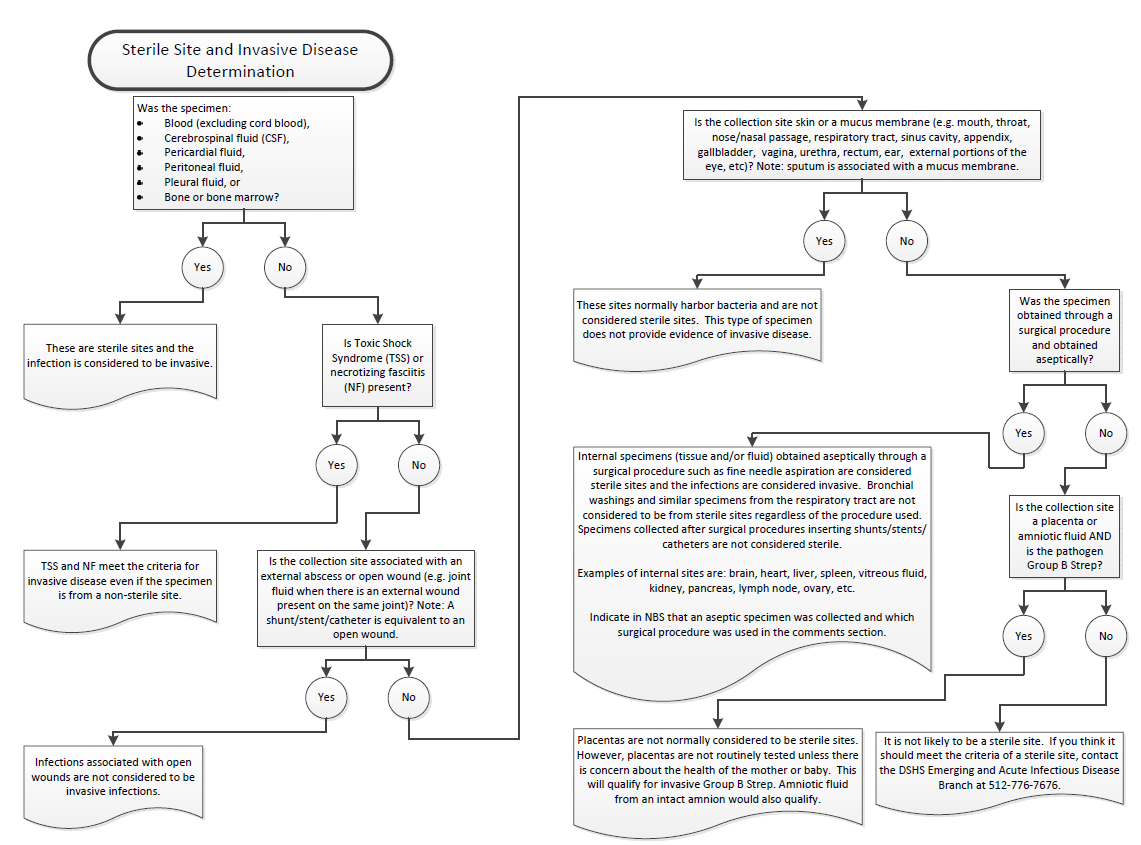 Sterile Site and Invasive Disease
Determination
Was the specimen:
• Blood (excluding cord blood),
• Cerebrospinal fluid (CSF),
• Pericardial fluid,
• Peritoneal fluid,
• Pleural fluid, or
• Bone or bone marrow?
Yes
No
These are sterile sites and the
infection is considered to be invasive.
Is Toxic Shock
Syndrome (TSS) or
necrotizing fasciitis
(NF) present?
Yes
No
TSS and NF meet the criteria for
invasive disease even if the specimen
is from a non-sterile site.
Is the collection site associated with an
external abscess or open wound (e.g. joint
fluid when there is an external wound
present on the same joint)? Note: A
shunt/stent/catheter is equivalent to an
open wound.
Yes
No
Infections associated with open
wounds are not considered to be
invasive infections.
Is the collection site skin or a mucus membrane (e.g. mouth, throat,
nose/nasal passage, respiratory tract, sinus cavity, appendix,
gallbladder, vagina, urethra, rectum, ear, external portions of the
eye, etc)? Note: sputum is associated with a mucus membrane.
Yes
No
These sites normally harbor bacteria and are not
considered sterile sites. This type of specimen
does not provide evidence of invasive disease.
Was the specimen
obtained through a
surgical procedure
and obtained
aseptically?
Yes
No
Internal specimens (tissue and/or fluid) obtained aseptically through a
surgical procedure such as fine needle aspiration are considered
sterile sites and the infections are considered invasive. Bronchial
washings and similar specimens from the respiratory tract are not
considered to be from sterile sites regardless of the procedure used.
Specimens collected after surgical procedures inserting shunts/stents/
catheters are not considered sterile.
Examples of internal sites are: brain, heart, liver, spleen, vitreous fluid,
kidney, pancreas, lymph node, ovary, etc.
Indicate in NBS that an aseptic specimen was collected and which
surgical procedure was used in the comments section.
Is the collection site
a placenta or
amniotic fluid AND
is the pathogen
Group B Strep?
Yes
No
Placentas are not normally considered to be sterile sites.
However, placentas are not routinely tested unless there
is concern about the health of the mother or baby. This
will qualify for invasive Group B Strep. Amniotic fluid
from an intact amnion would also qualify.
It is not likely to be a sterile site. If you think it
should meet the criteria of a sterile site, contact
the DSHS Emerging and Acute Infectious Disease
Branch at 512-776-7676.